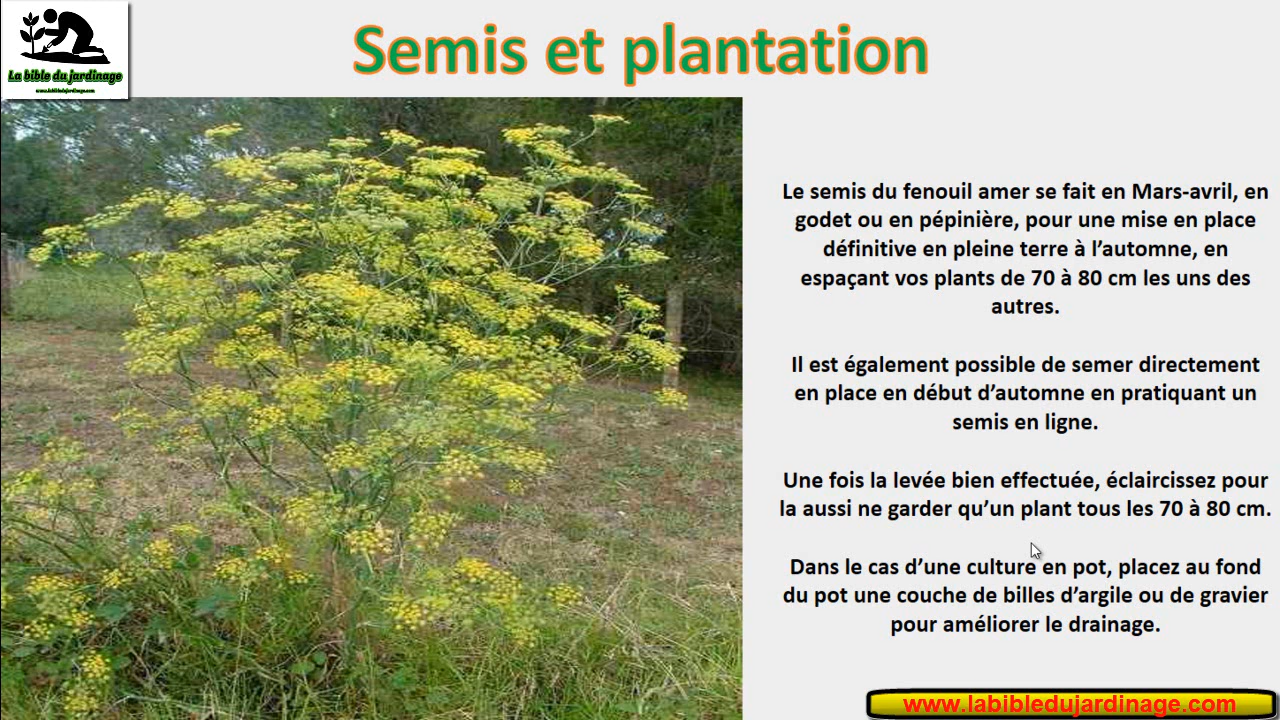 La bible du jardinage
www.labibledujardinage.com
Semis et plantation
Le semis du fenouil amer se fait en Mars-avril, en
godet ou en pépinière, pour une mise en place
définitive en pleine terre à l’automne, en
espaçant vos plants de 70 à 80 cm les uns des
autres.
Il est également possible de semer directement
en place en début d’automne en pratiquant un
semis en ligne.
Une fois la levée bien effectuée, éclaircissez pour
la aussi ne garder qu’un plant tous les 70 à 80 cm.
Dans le cas d’une culture en pot, placez au fond
du pot une couche de billes d’argile ou de gravier
pour améliorer le drainage.
www.labibledujardinage.com